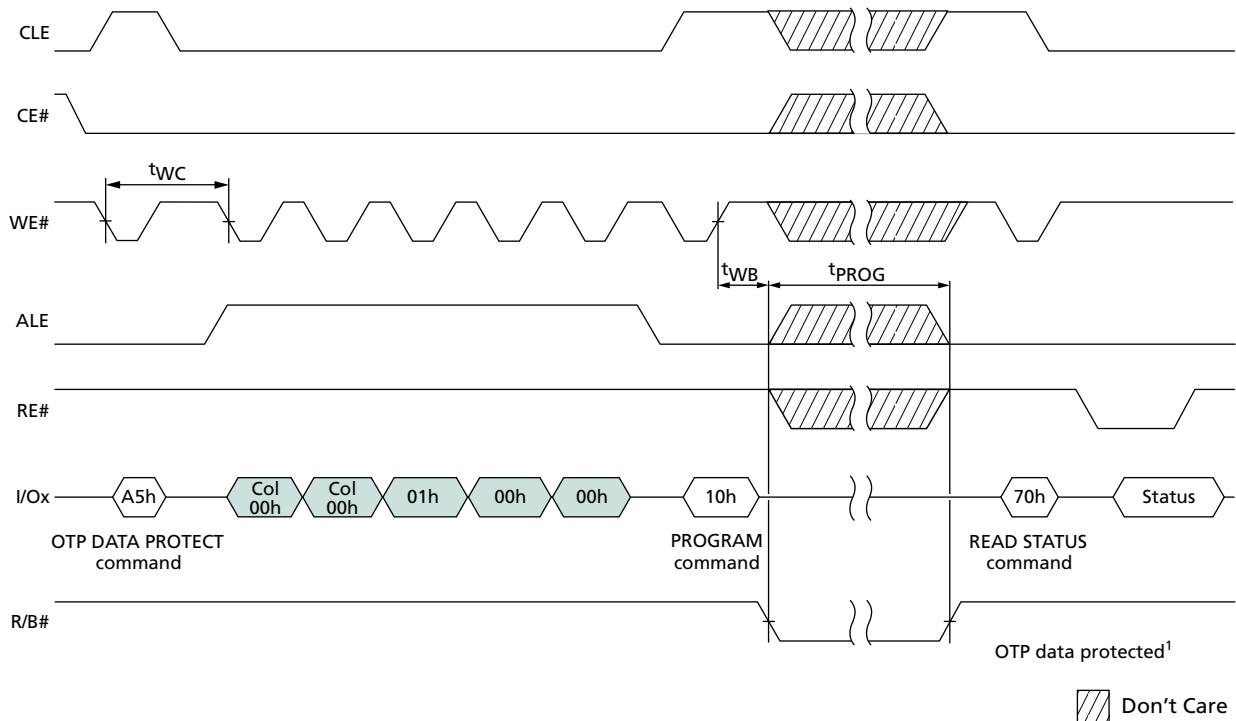 CLE
CE#
tWC
WE#
tWB
tPROG
ALE
RE#
I/Ox
A5h
Col
00h
Col
00h
01h
00h
00h
10h
70h
Status
OTP DATA PROTECT
command
PROGRAM
command
READ STATUS
command
R/B#
OTP data protected1
Don't Care